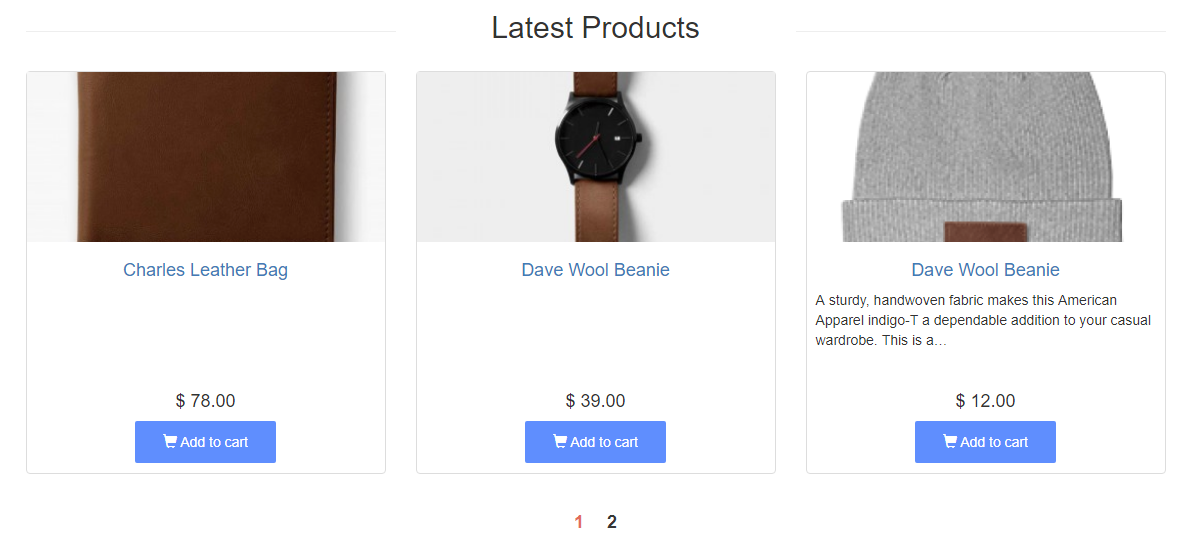 Latest Products
Charles Leather Bag
Dave Wool Beanie
Dave Wool Beanie
A sturdy, handwoven fabric makes this American
Apparel indigo-T a dependable addition to your casual
wardrobe. This is a…
$ 78.00
$ 39.00
$ 12.00
Add to cart
Add to cart
Add to cart
1 2